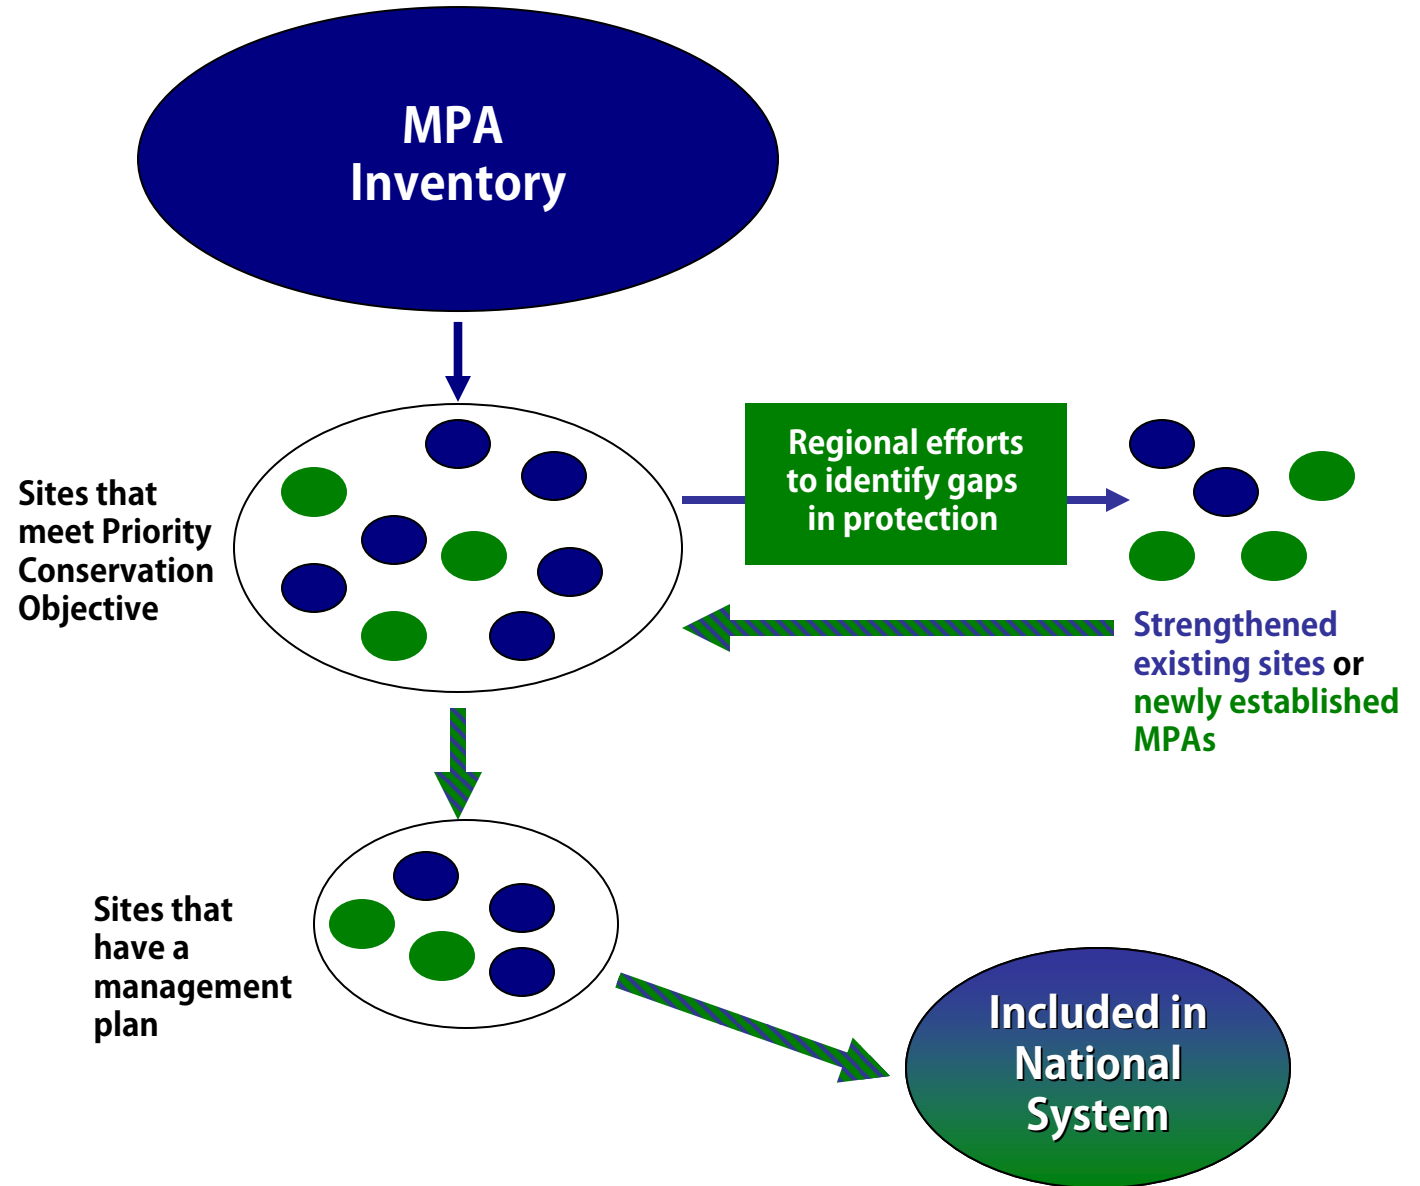 MPA
Inventory
Sites that
meet Priority
Conservation
Objective
Regional efforts
to identify gaps
in protection
Strengthened
existing sites or
newly established
MPAs
Sites that
have a
management
plan
Included in
National
System